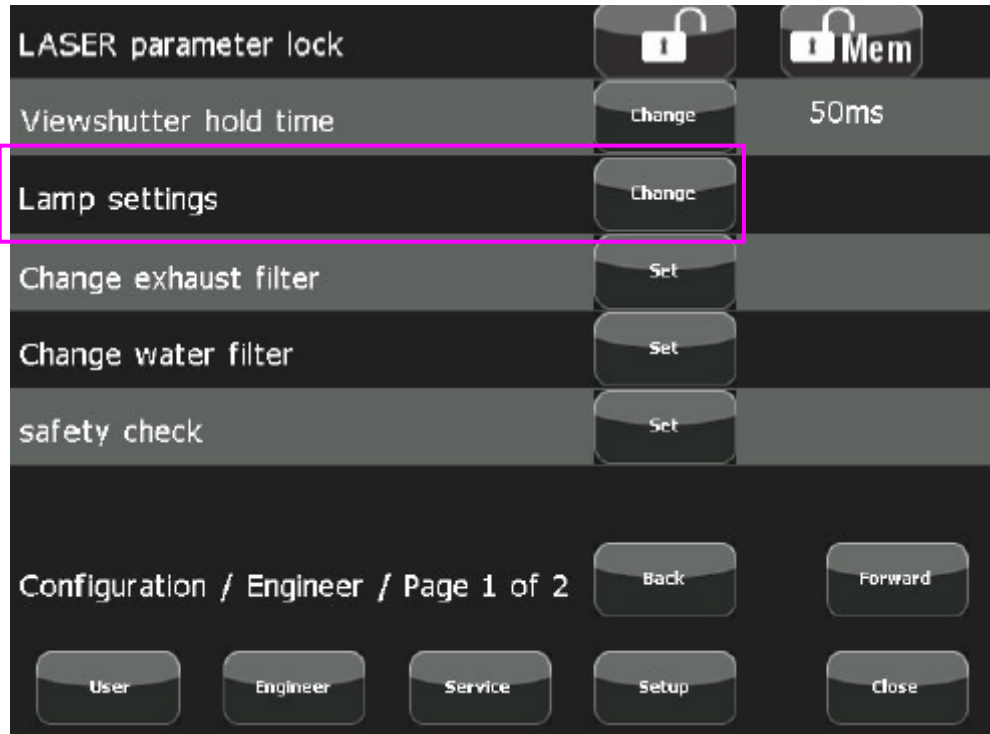 LASER parameter lock Mem
Viewshutter hold time Change 50ms
Lamp settings Change
Change exhaust filter Set
Change water filter Set
safety check Set
Configuration / Engineer / Page 1 of 2 Back Forward
User Engineer Service Setup Close